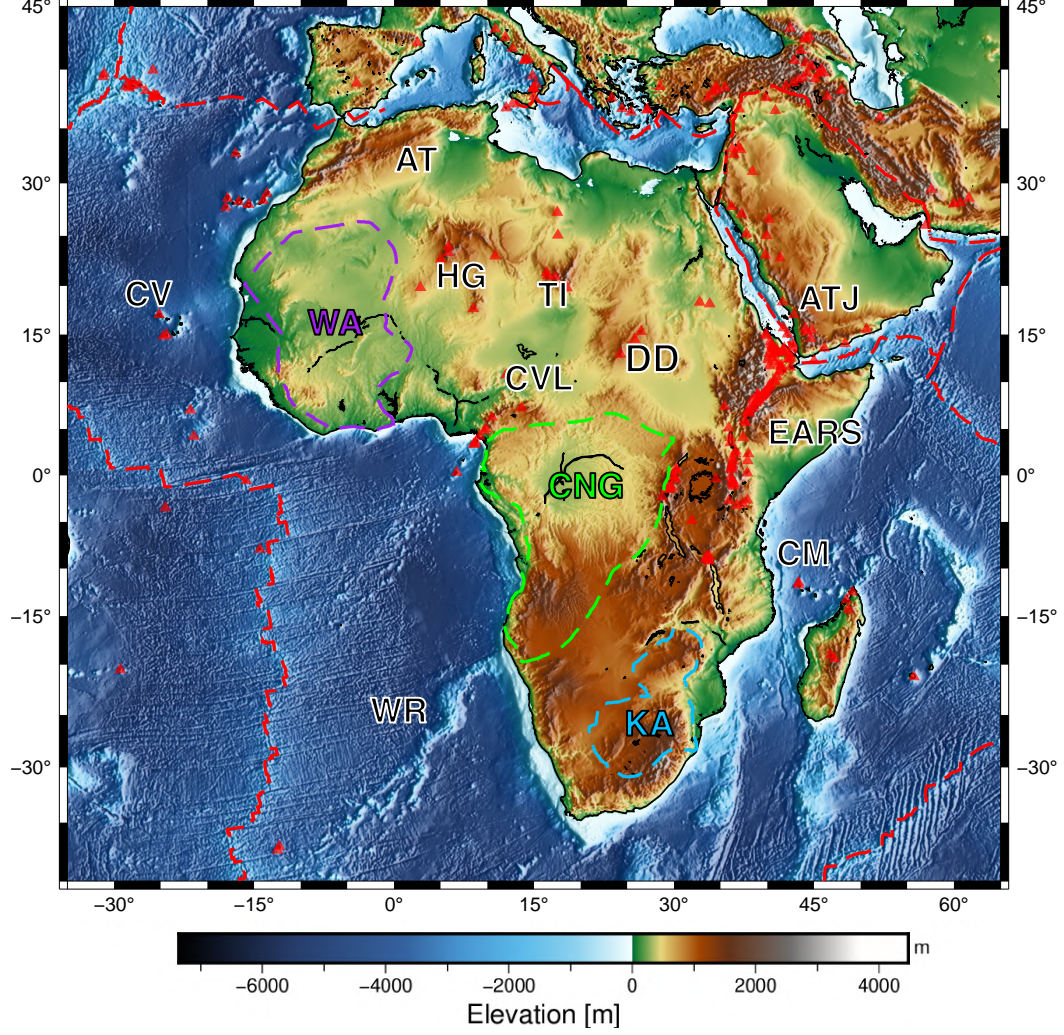 45°
45°
AT
30°
30°
HG
TI
CV
ATJ
WA
15°
15°
DD
CVL
EARS
0°
CNG
0°
CM
−15°
−15°
WR
KA
−30°
−30°
−30°
−15°
0°
15°
30°
45°
60°
m
−6000
−4000
−2000
0
2000
4000
Elevation [m]